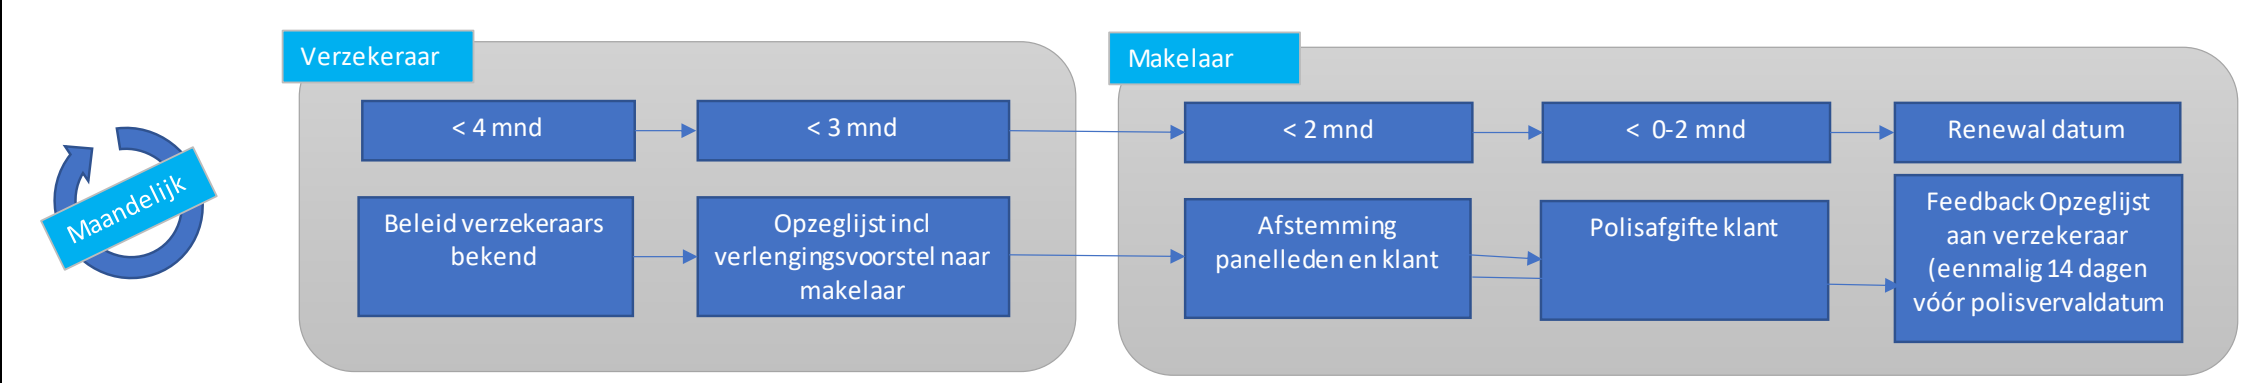 Maandelijk
Verzekeraar
< 4 mnd
< 3 mnd
Beleid verzekeraars
bekend
Opzeglijst incl
verlengingsvoorstel naar
makelaar
Makelaar
< 2 mnd
< 0-2 mnd
Renewal datum
Afstemming
panelleden en klant
Polisafgifte klant
Feedback Opzeglijst
aan verzekeraar
(eenmalig 14 dagen
vóór polisvervaldatum